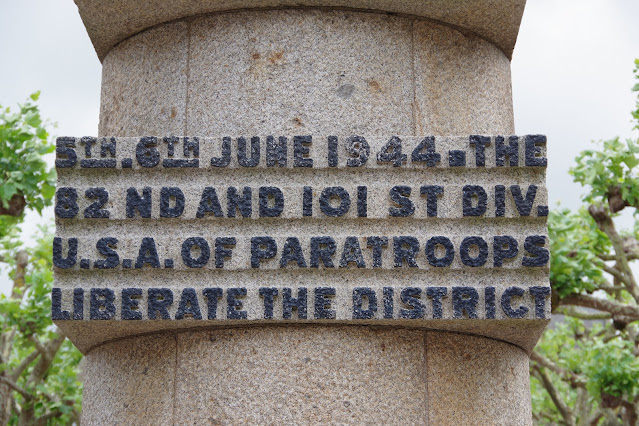 5TH.6TH JUNE 1944.THE
82 ND AND 101 ST DIV.
U.S.A. OF PARATROOPS
LIBERATE THE DISTRICT